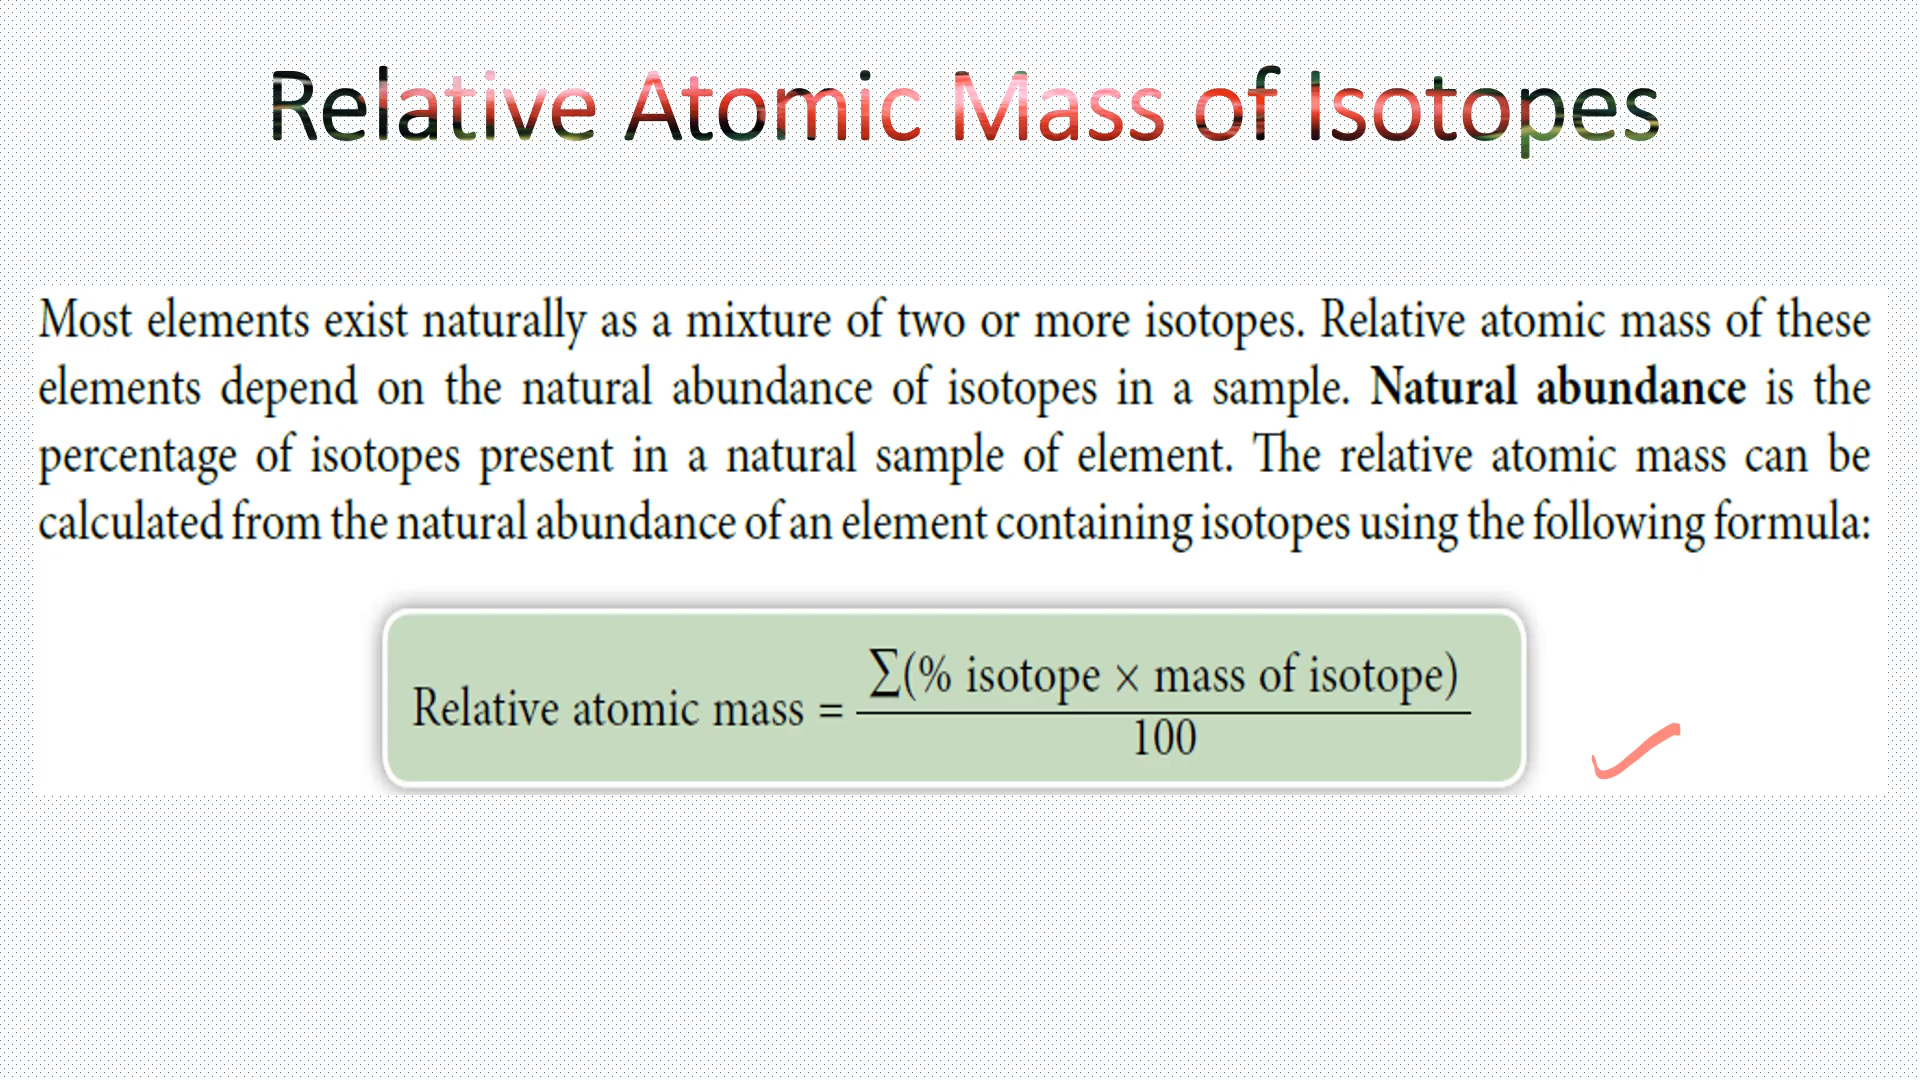 Relative Atomic Mass of Isotopes
Most elements exist naturally as a mixture of two or more isotopes. Relative atomic mass of these
elements depend on the natural abundance of isotopes in a sample. Natural abundance is the
percentage of isotopes present in a natural sample of element. The relative atomic mass can be
calculated from the natural abundance of an element containing isotopes using the following formula:
Relative atomic mass = ∑(% isotope × mass of isotope)
100